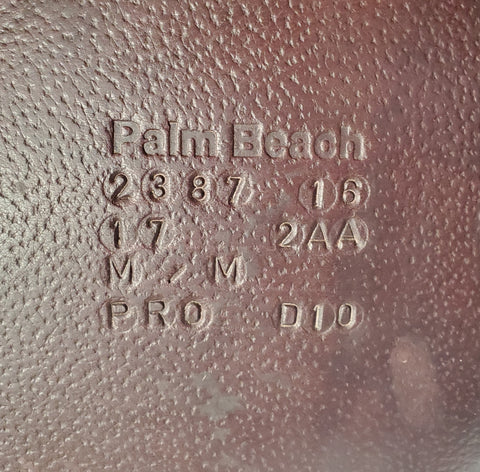 Palm Beach
2387 16
17 2AA
M M
PRO D10